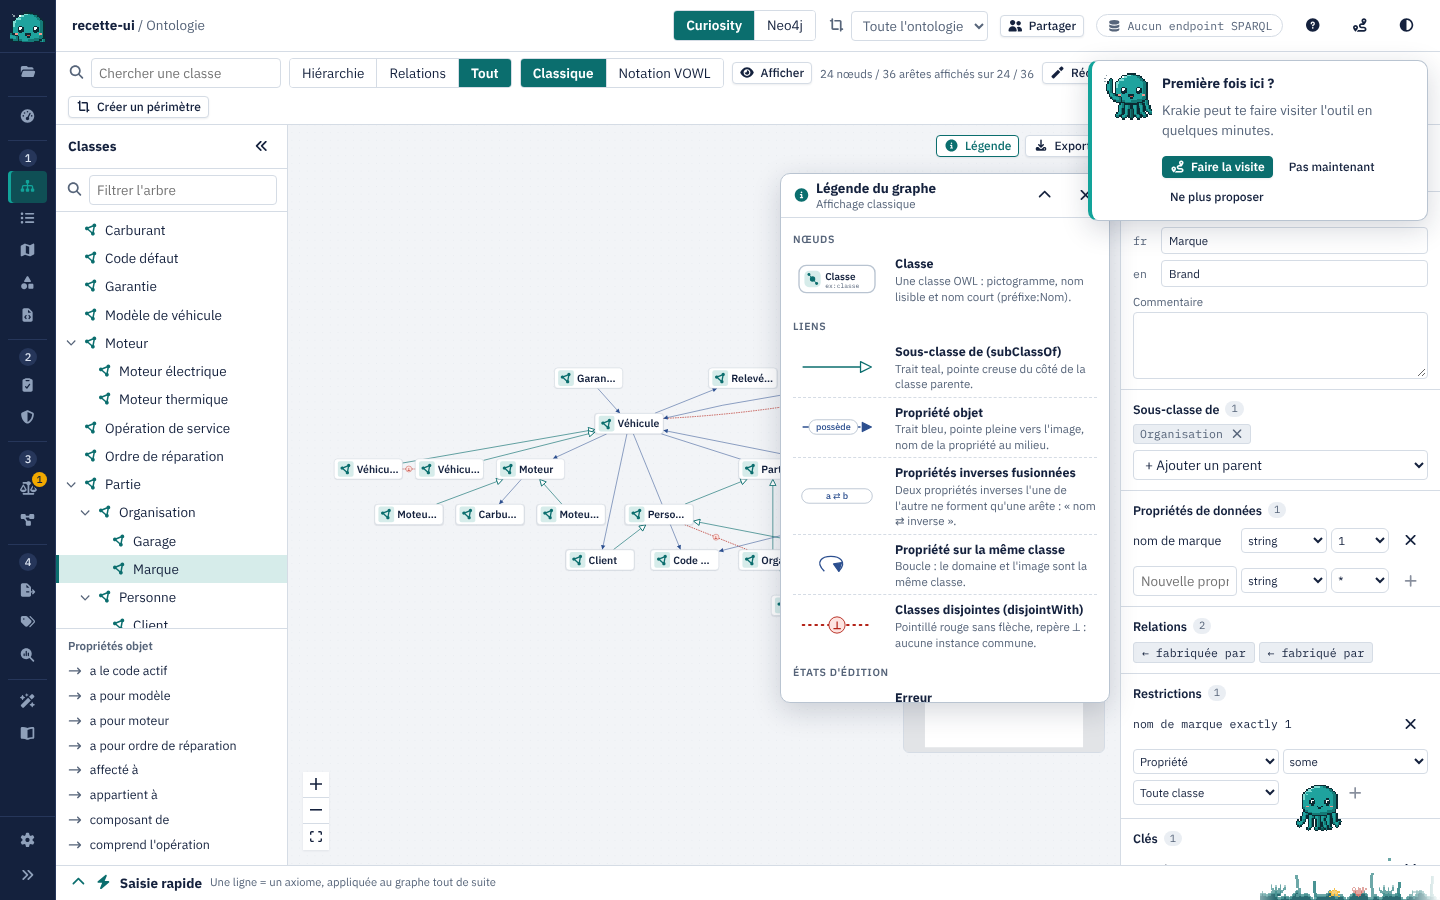 recette-ui / Ontologie
Curiosity
Neo4j
Toute l'ontologie
Partager
Aucun endpoint SPARQL
Chercher une classe
Hiérarchie
Relations
Tout
Classique
Notation VOWL
Afficher
24 nœuds / 36 arêtes affichés sur 24 / 36
Créer un périmètre
Première fois ici ?
Krakie peut te faire visiter l'outil en
quelques minutes.
Faire la visite
Pas maintenant
Ne plus proposer
1
2
3
1
4
Classes
Filtrer l'arbre
Carburant
Code défaut
Garantie
Modèle de véhicule
Moteur
Moteur électrique
Moteur thermique
Opération de service
Ordre de réparation
Partie
Organisation
Garage
Marque
Personne
Client
Propriétés objet
a le code actif
a pour modèle
a pour moteur
a pour ordre de réparation
affecté à
appartient à
composant de
comprend l'opération
Légende
Export
Garan...
Relevé...
Véhicule
Véhicu...
Véhicu...
Moteur
Part
Moteu...
Carbu...
Moteu...
Perso...
Client
Code ...
Orga
Légende du graphe
Affichage classique
NŒUDS
Classe
ex:classe
Classe
Une classe OWL : pictogramme, nom
lisible et nom court (préfixe:Nom).
LIENS
Sous-classe de (subClassOf)
Trait teal, pointe creuse du côté de la
classe parente.
possède
Propriété objet
Trait bleu, pointe pleine vers l'image,
nom de la propriété au milieu.
a ⇄ b
Propriétés inverses fusionnées
Deux propriétés inverses l'une de
l'autre ne forment qu'une arête : « nom
⇄ inverse ».
Propriété sur la même classe
Boucle : le domaine et l'image sont la
même classe.
Classes disjointes (disjointWith)
Pointillé rouge sans flèche, repère ⊥ :
aucune instance commune.
ÉTATS D'ÉDITION
Erreur
fr
Marque
en
Brand
Commentaire
Sous-classe de 1
Organisation
+ Ajouter un parent
Propriétés de données 1
nom de marque
string
1
Nouvelle propr
string
*
Relations 2
← fabriquée par
← fabriqué par
Restrictions 1
nom de marque exactly 1
Propriété
some
Toute classe
Clés 1
Saisie rapide
Une ligne = un axiome, appliquée au graphe tout de suite